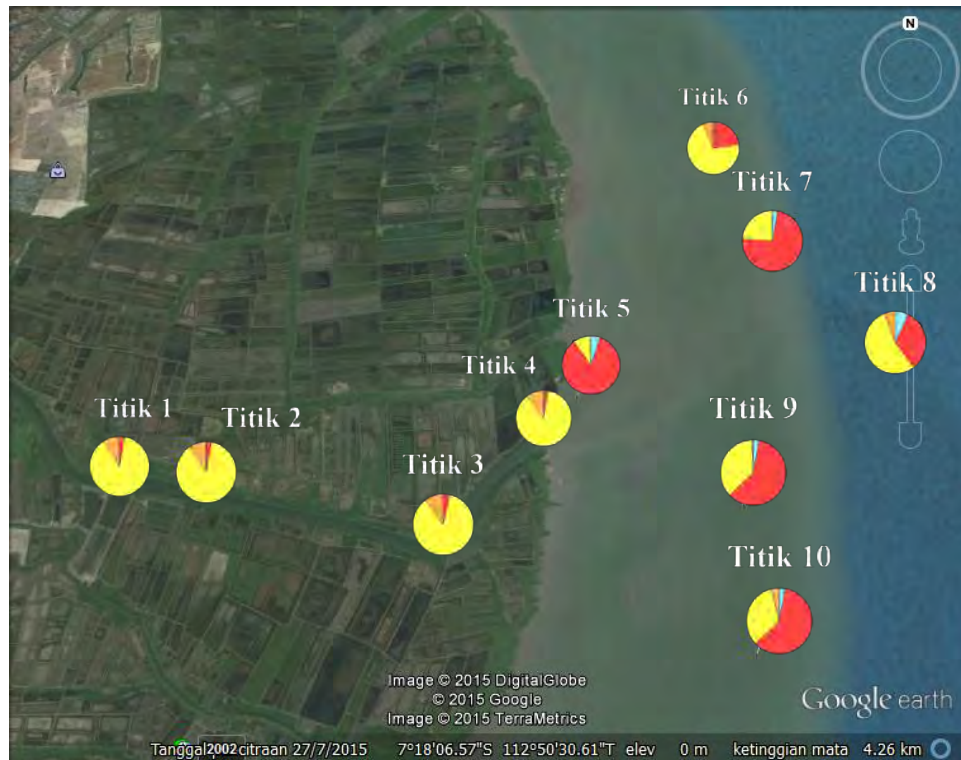 N
Titik 6
Titik 7
Titik 8
Titik 5
Titik 4
Titik 1
Titik 2
Titik 3
Titik 9
Titik 10
Image © 2015 DigitalGlobe
© 2015 Google
Image © 2015 TerraMetrics
Google earth
Tanggal 2002 citraan 27/7/2015 7°18'06.57"S 112°50'30.61"T elev 0 m ketinggian mata 4.26 km